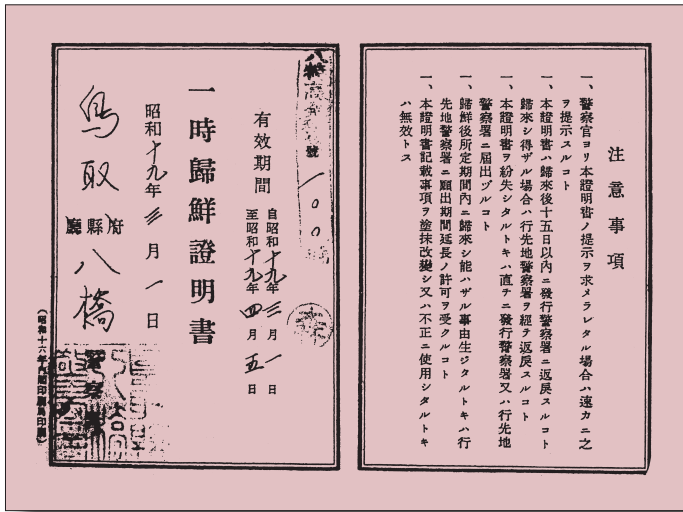 注意事項
一、警察官ヨリ本證明書ノ提示ヲ求メラレタル場合ハ速カニ之
ヲ提示スルコト
一、本證明書ハ歸來後十五日以內ニ發行警察署ニ返戾スルコト
歸來シ得ザル場合ハ行先地警察署ヲ經テ返戾スルコト
一、本證明書ヲ紛失シタルトキハ直チニ發行警察署又ハ行先地
警察署ニ屆出ヅルコト
一、歸鮮後所定期間內ニ歸來シ能ハザル事由生ジタルトキハ行
先地警察署ニ願出期間延長ノ許可ヲ受クルコト
一、本證明書記載事項ヲ塗抹改變シ又ハ不正ニ使用シタルトキ
ハ無效トス
號一〇〇
有效期間
自昭和十九年三月一日
至昭和十九年四月五日
一時歸鮮證明書
昭和十九年三月一日
鳥取
府縣廳
八橋
警察署